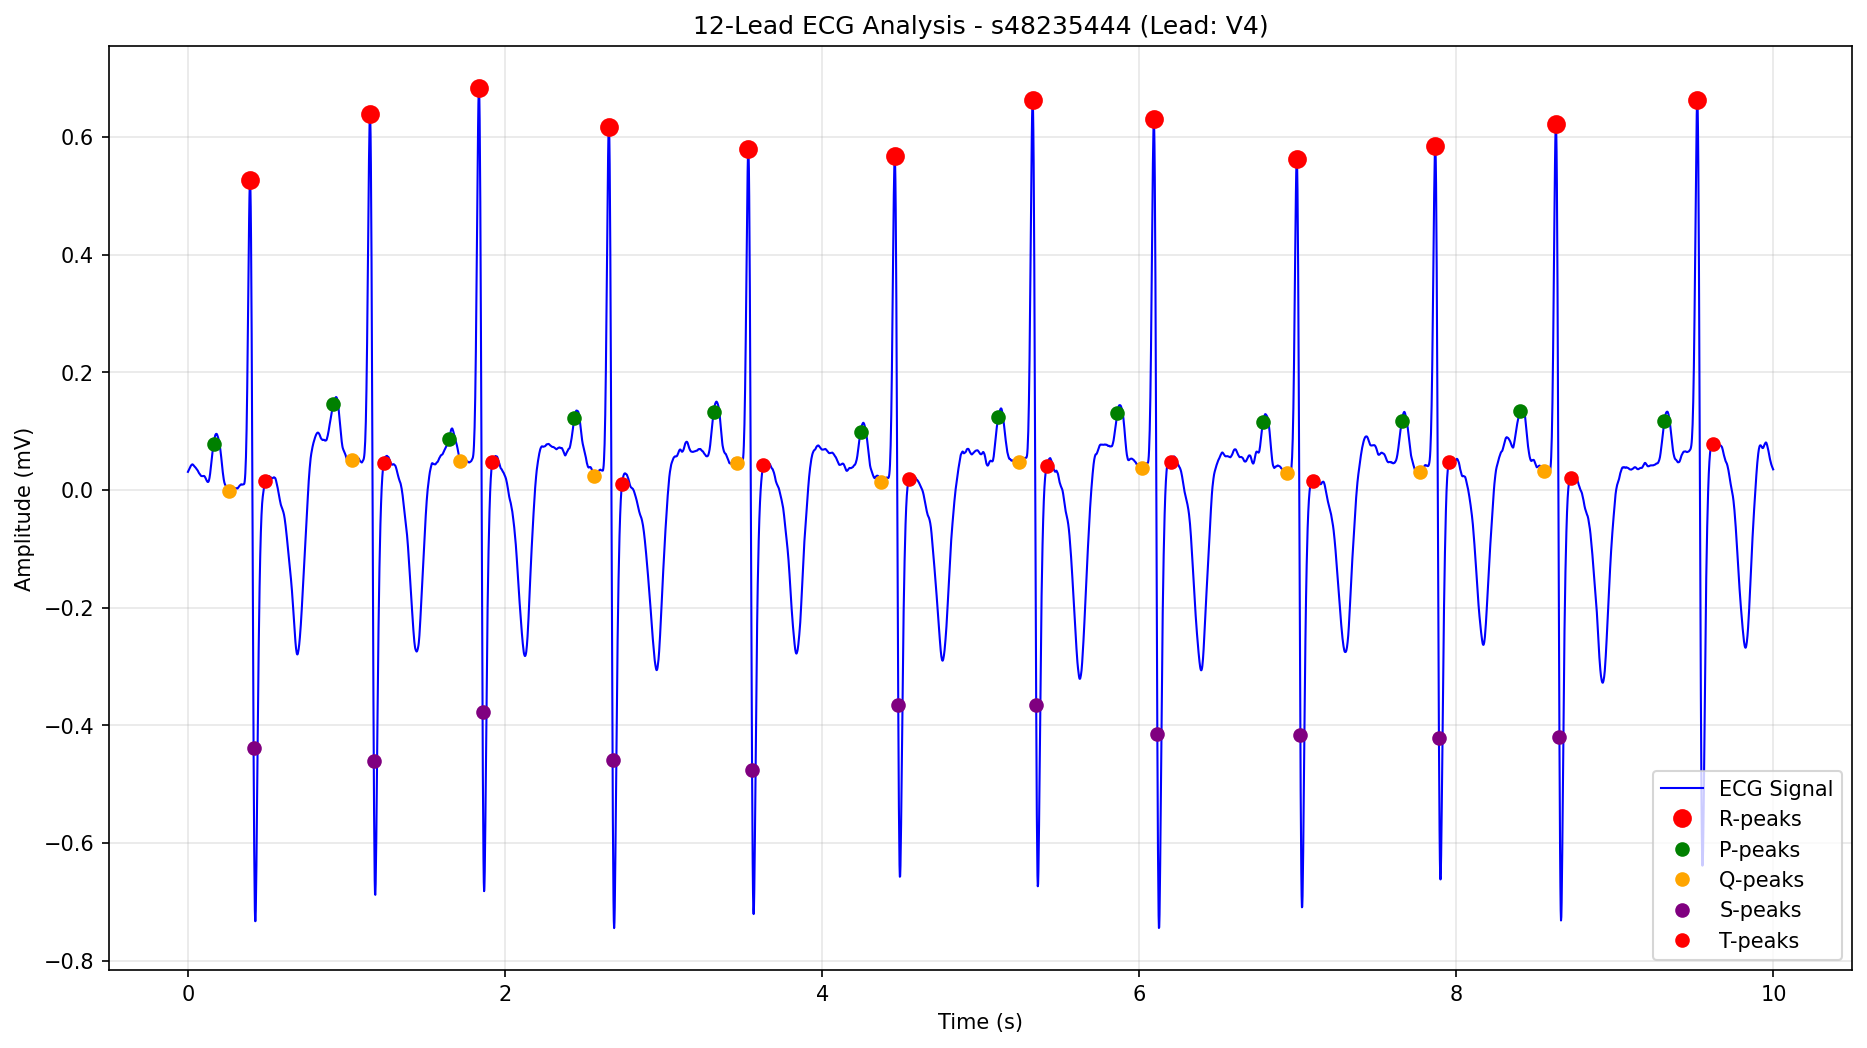 12-Lead ECG Analysis - s48235444 (Lead: V4)
Amplitude (mV)
0.6
0.4
0.2
0.0
−0.2
−0.4
−0.6
−0.8
0
2
4
6
8
10
Time (s)
ECG Signal
R-peaks
P-peaks
Q-peaks
S-peaks
T-peaks